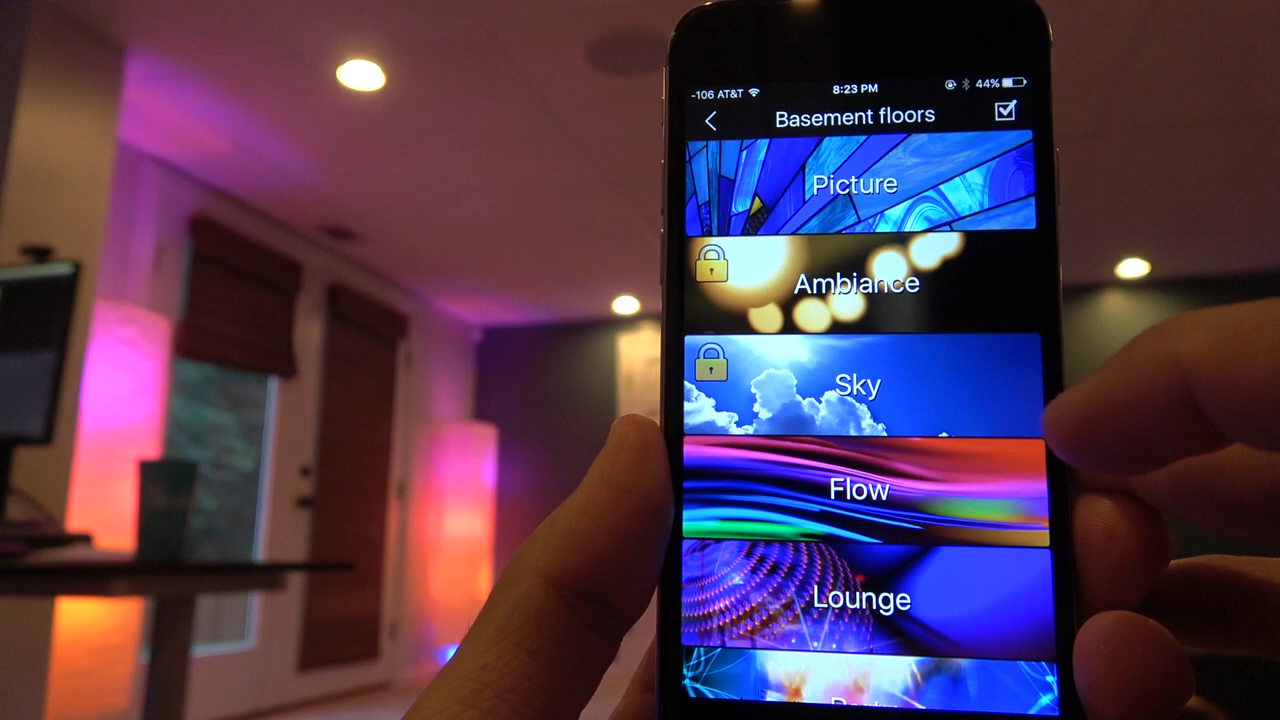 -106 AT&T 8:23 PM 44%
Basement floors
Picture
Ambiance
Sky
Flow
Lounge